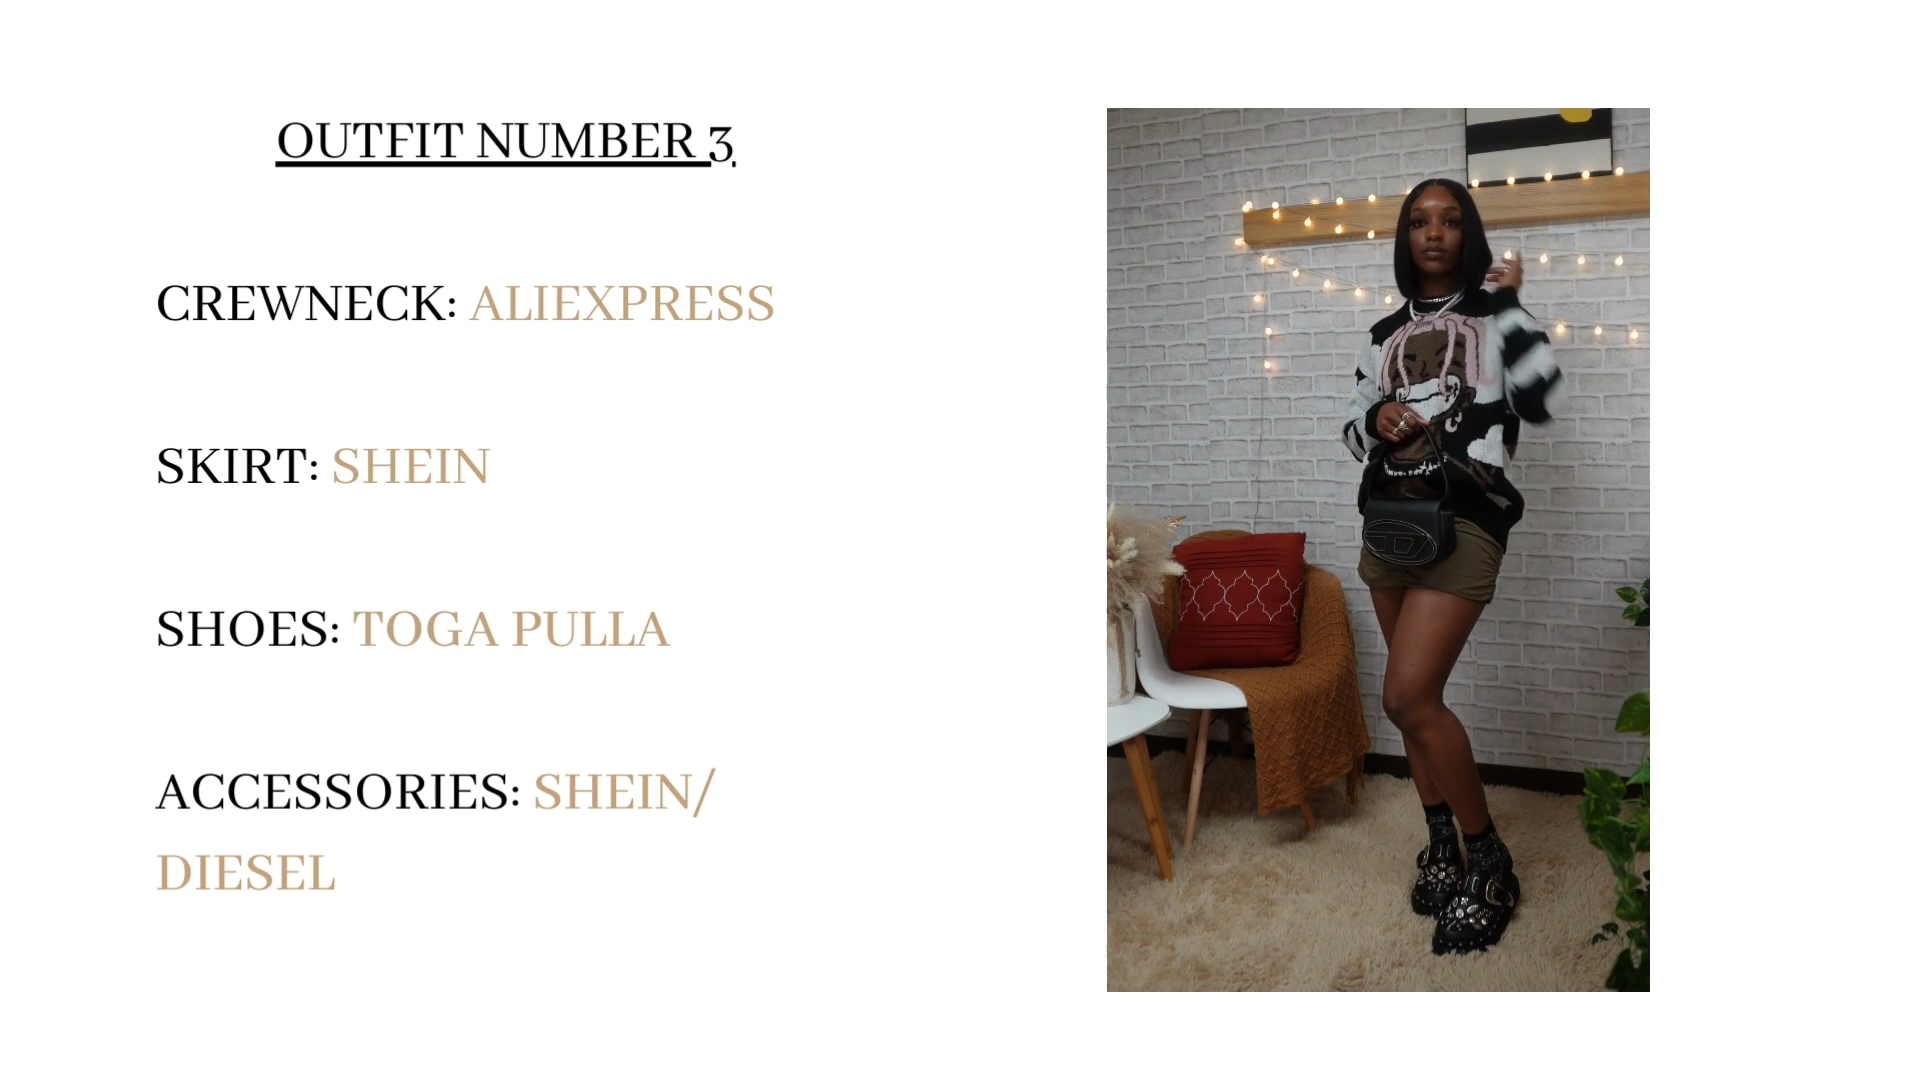 OUTFIT NUMBER 3
CREWNECK: ALIEXPRESS
SKIRT: SHEIN
SHOES: TOGA PULLA
ACCESSORIES: SHEIN/
DIESEL